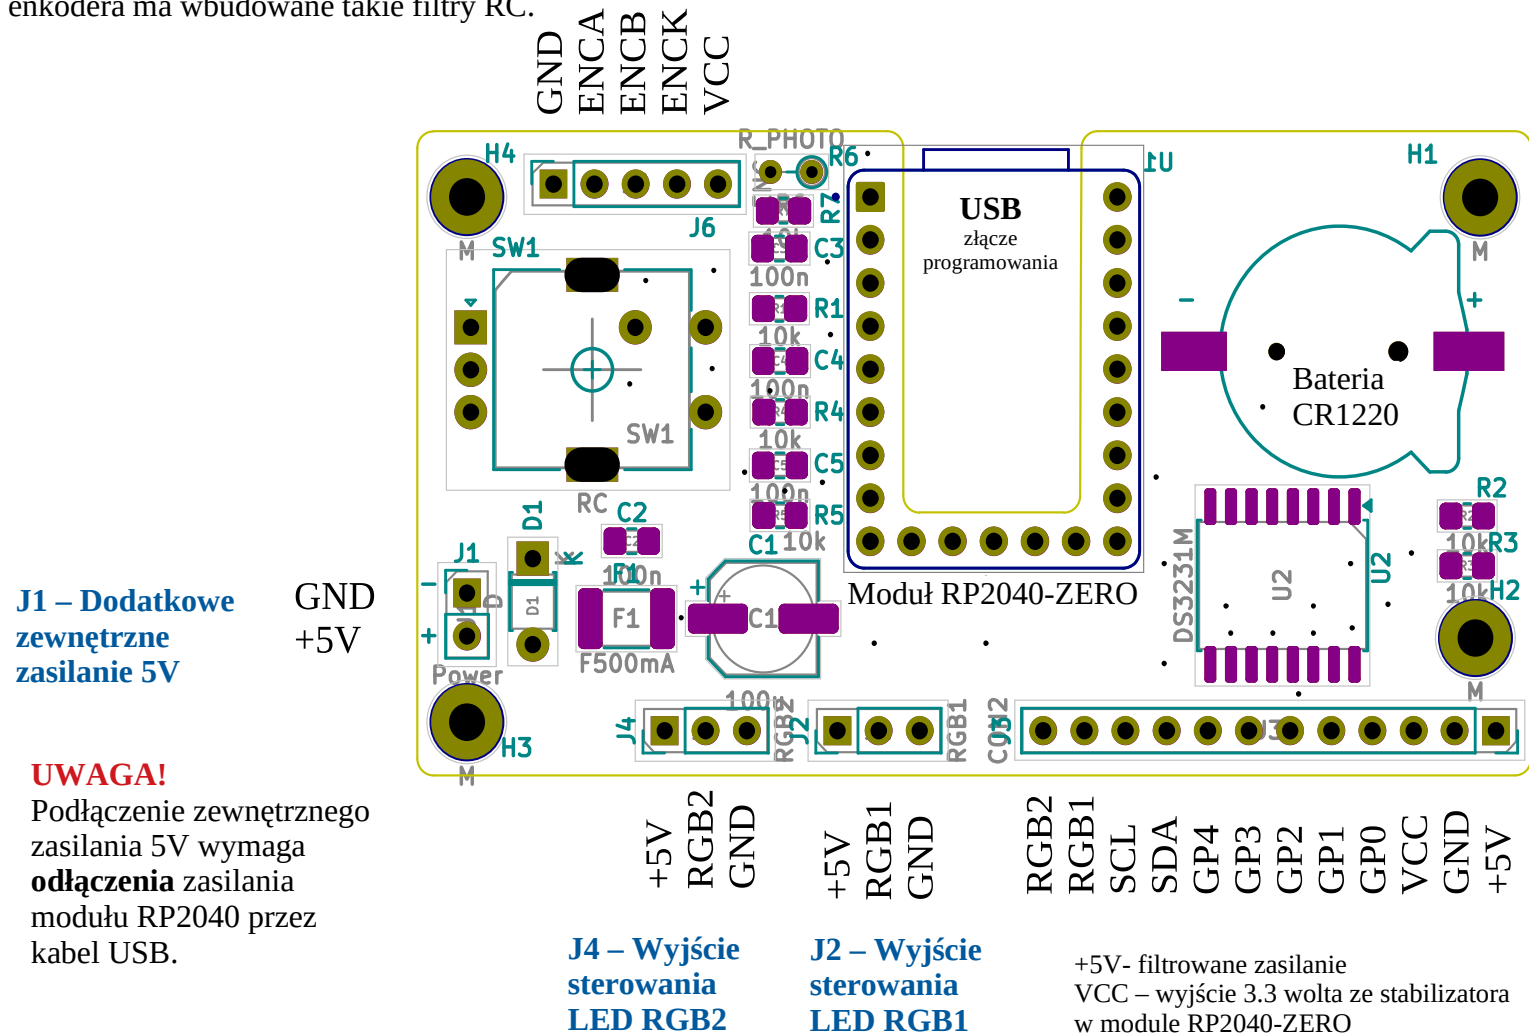 enkodera ma wbudowane takie filtry RC.
GND
ENCA
ENCB
ENCK
VCC
H4
R_PHOTO
R6
U1
H1
M
J6
SW1
R7
C3
100n
USB
złącze
programowania
M
R1
10k
C4
100n
R4
10k
SW1
C5
100n
R5
10k
RC
- +
Bateria
CR1220
D1
K
C2
100n
C1
R2
10k
R3
10k
H2
M
DS3231M
U2
U2
Moduł RP2040-ZERO
J1
- 
+
Power
D1
F1
F1
F500mA
+
C1
J1 – Dodatkowe
zewnętrzne
zasilanie 5V
GND
+5V
H3
M
J4
RGB2
J2
RGB1
J3
UWAGA!
Podłączenie zewnętrznego
zasilania 5V wymaga
odłączenia zasilania
modułu RP2040 przez
kabel USB.
+5V
RGB2
GND
+5V
RGB1
GND
RGB2
RGB1
SCL
SDA
GP4
GP3
GP2
GP1
GP0
VCC
GND
+5V
J4 – Wyjście
sterowania
LED RGB2
J2 – Wyjście
sterowania
LED RGB1
+5V- filtrowane zasilanie
VCC – wyjście 3.3 wolta ze stabilizatora
w module RP2040-ZERO